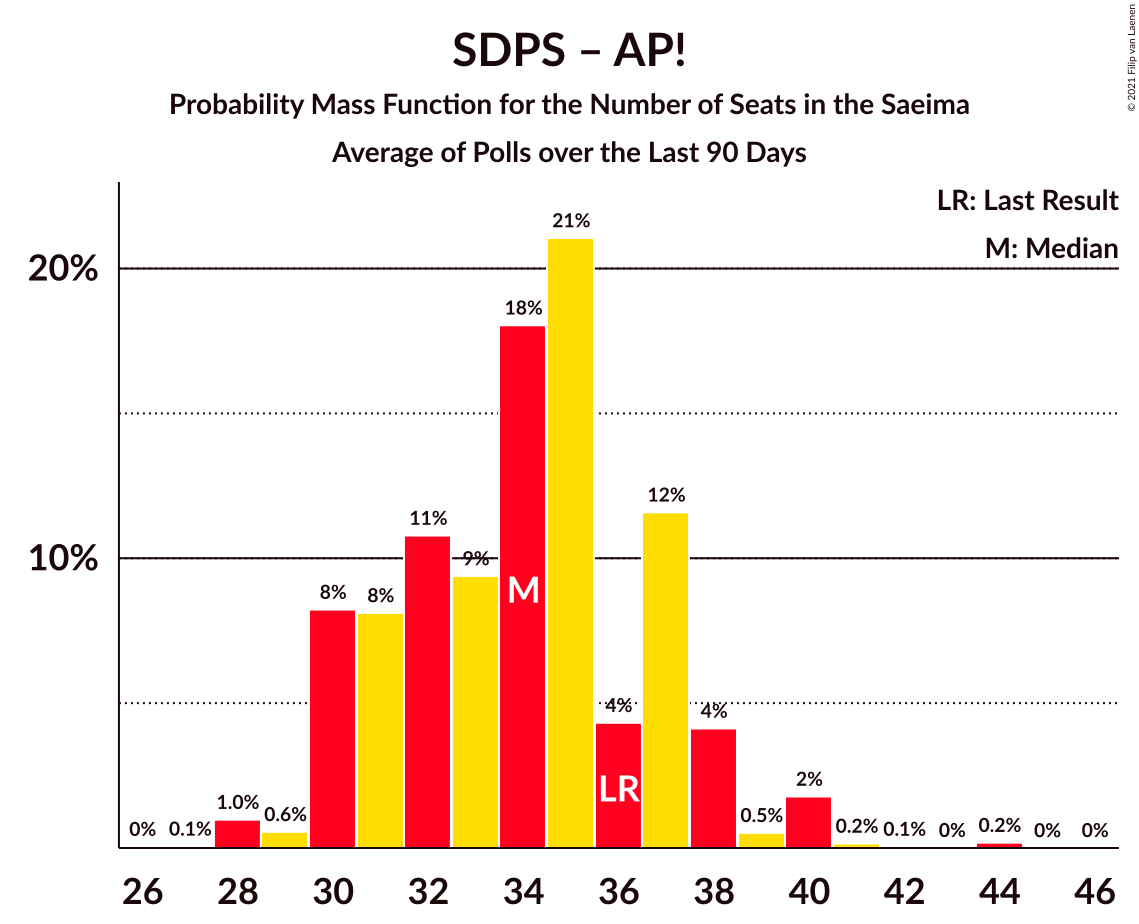 SDPS – AP!
Probability Mass Function for the Number of Seats in the Saeima
Average of Polls over the Last 90 Days
© 2021 Filip van Laenen
LR: Last Result
M: Median
20%
10%
0% 0.1% 1.0% 0.6% 8% 8% 11% 9% 18% 21% 4% 12% 4% 0.5% 2% 0.2% 0.1% 0% 0.2% 0% 0%
M
LR
26 28 30 32 34 36 38 40 42 44 46